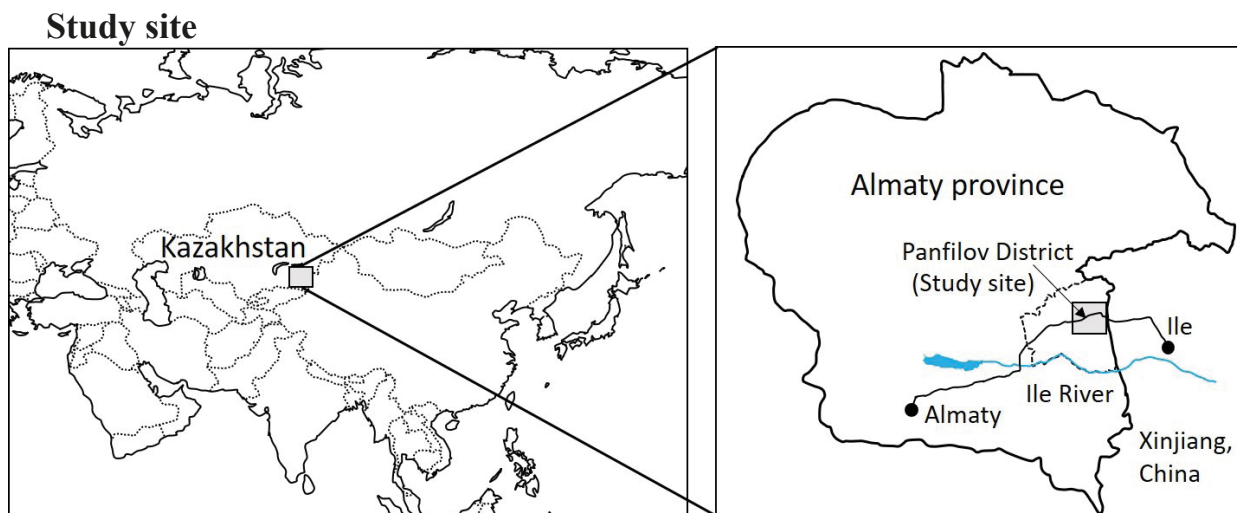 Study site
Kazakhstan
Almaty province
Panfilov District
(Study site)
Ile
Ile River
Almaty
Xinjiang,
China